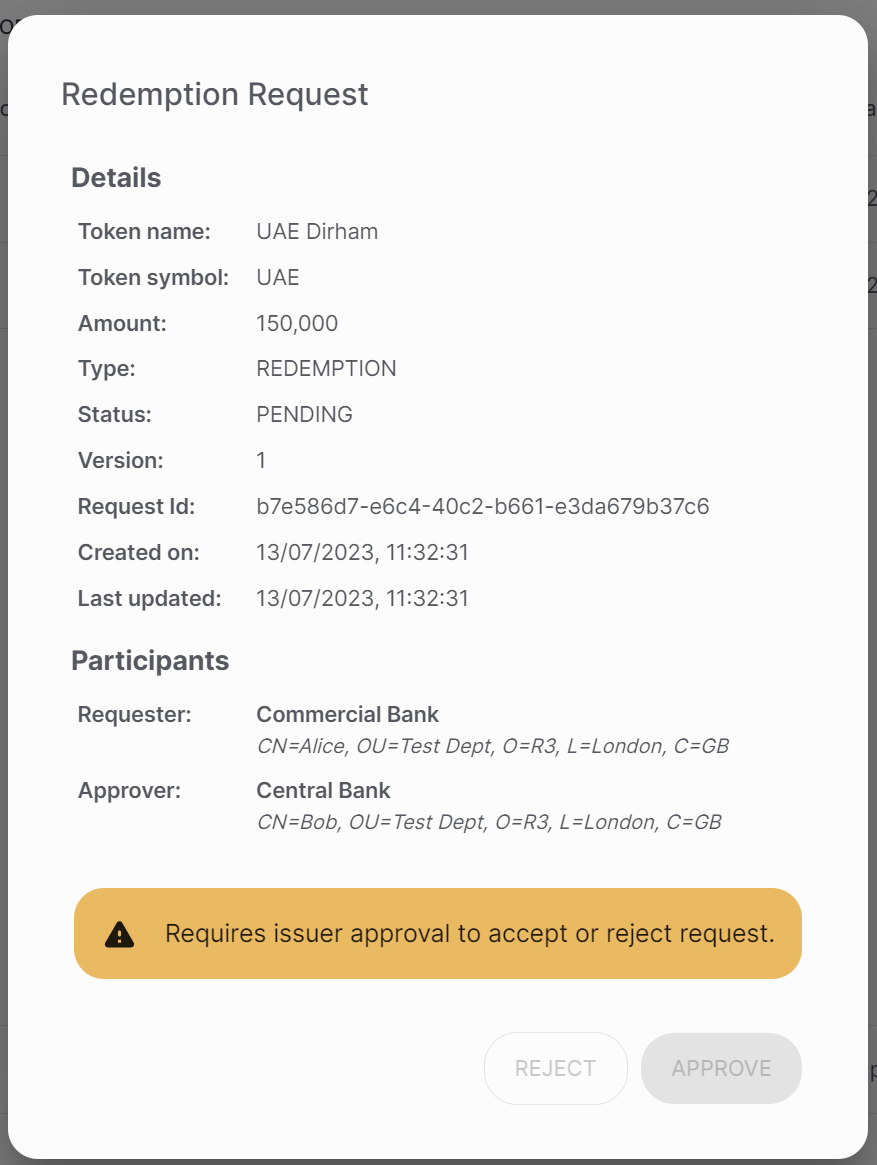 Redemption Request
Details
Token name: UAE Dirham
Token symbol: UAE
Amount: 150,000
Type: REDEMPTION
Status: PENDING
Version: 1
Request Id: b7e586d7-e6c4-40c2-b661-e3da679b37c6
Created on: 13/07/2023, 11:32:31
Last updated: 13/07/2023, 11:32:31
Participants
Requester: Commercial Bank
CN=Alice, OU=Test Dept, O=R3, L=London, C=GB
Approver: Central Bank
CN=Bob, OU=Test Dept, O=R3, L=London, C=GB
Requires issuer approval to accept or reject request.
REJECT APPROVE